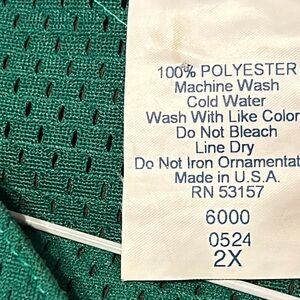 100% POLYESTER
Machine Wash
Cold Water
Wash With Like Color
Do Not Bleach
Line Dry
Do Not Iron Ornamentat
Made in U.S.A.
RN 53157
6000
0524
2X